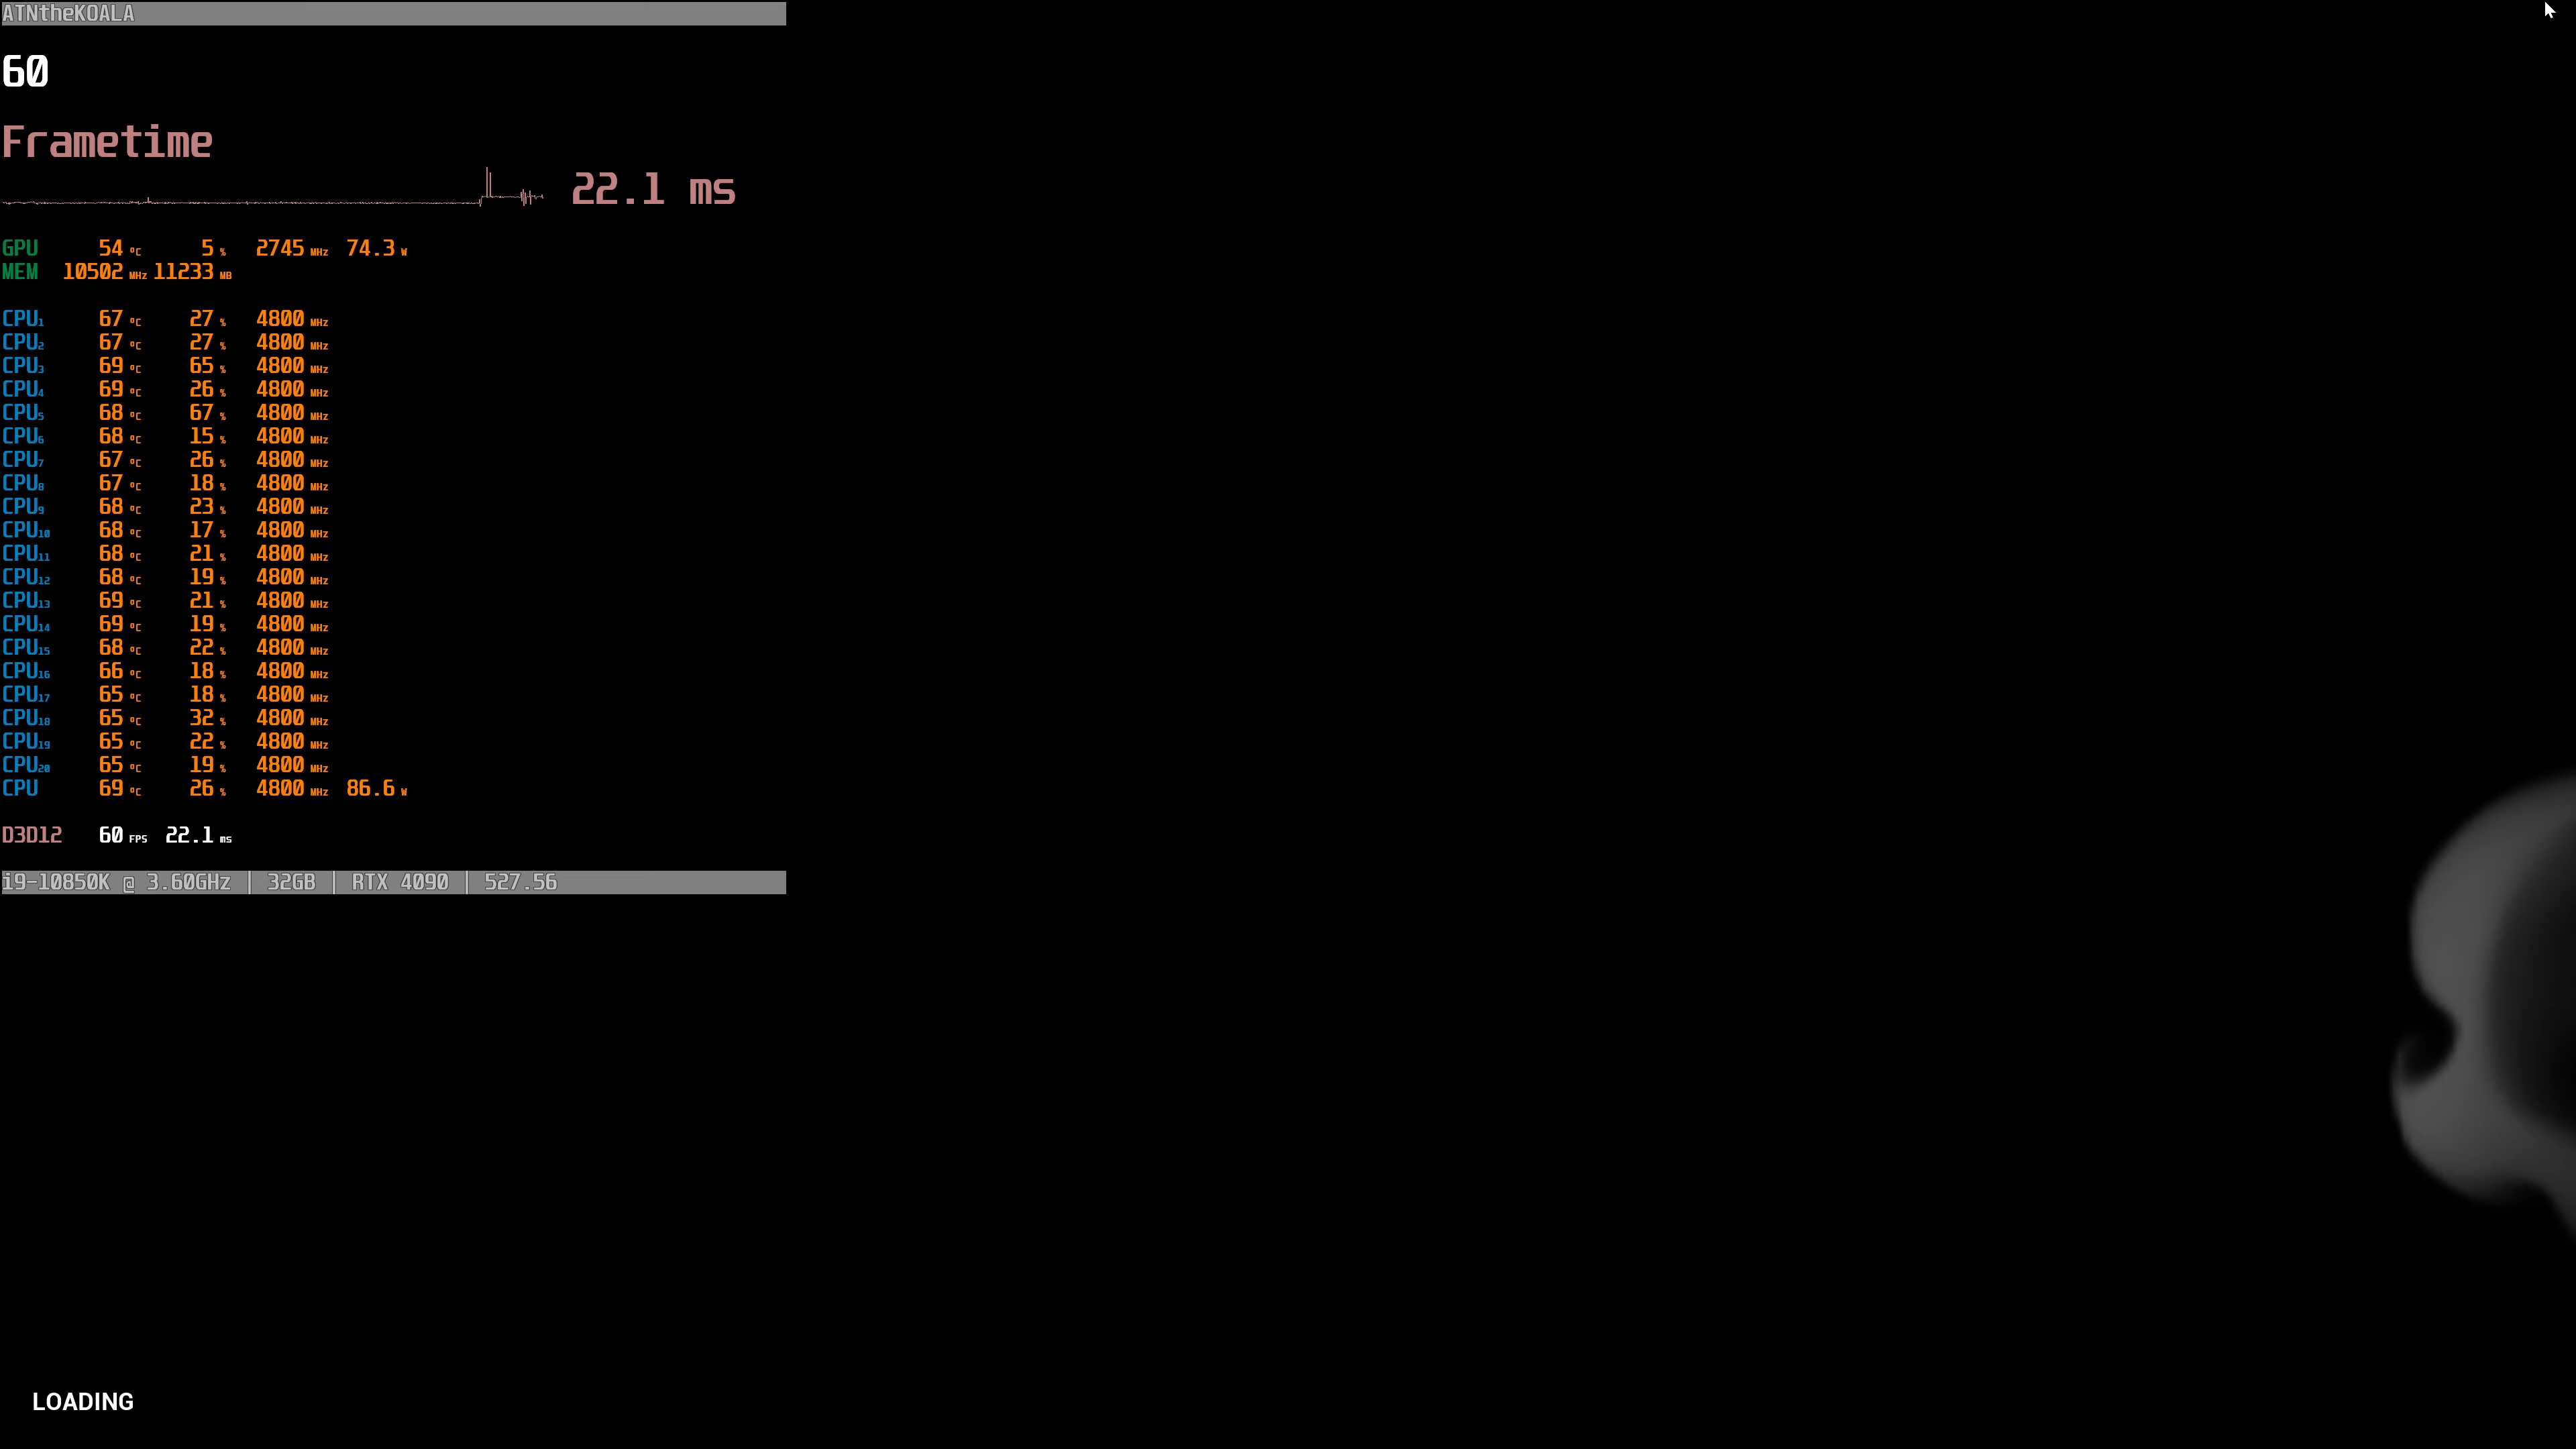 ATNtheKOALA
60
Frametime
22.1 ms
GPU 54 °C 5 % 2745 MHz 74.3 W
MEM 10502 MHz 11233 MB
CPU1 67 °C 27 % 4800 MHz
CPU2 67 °C 27 % 4800 MHz
CPU3 69 °C 65 % 4800 MHz
CPU4 69 °C 26 % 4800 MHz
CPU5 68 °C 67 % 4800 MHz
CPU6 68 °C 15 % 4800 MHz
CPU7 67 °C 26 % 4800 MHz
CPU8 67 °C 18 % 4800 MHz
CPU9 68 °C 23 % 4800 MHz
CPU10 68 °C 17 % 4800 MHz
CPU11 68 °C 21 % 4800 MHz
CPU12 68 °C 19 % 4800 MHz
CPU13 69 °C 21 % 4800 MHz
CPU14 69 °C 19 % 4800 MHz
CPU15 68 °C 22 % 4800 MHz
CPU16 66 °C 18 % 4800 MHz
CPU17 65 °C 18 % 4800 MHz
CPU18 65 °C 32 % 4800 MHz
CPU19 65 °C 22 % 4800 MHz
CPU20 65 °C 19 % 4800 MHz
CPU 69 °C 26 % 4800 MHz 86.6 W
D3D12 60 FPS 22.1 ms
i9-10850K @ 3.60GHz | 32GB | RTX 4090 | 527.56
LOADING